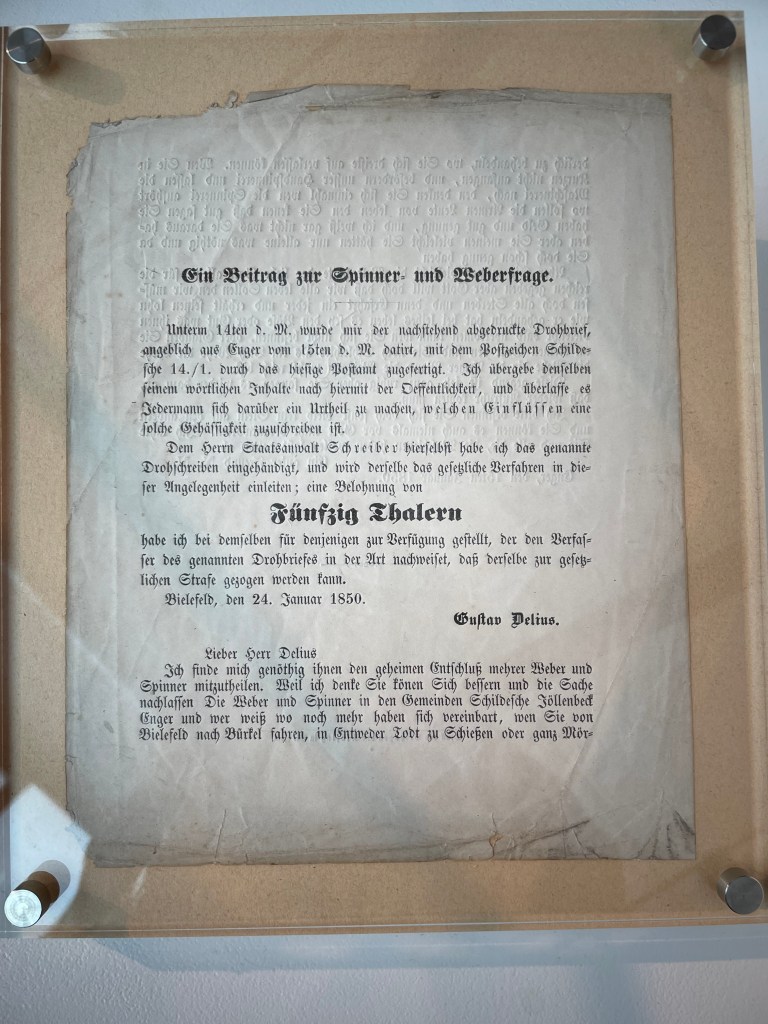 Ein Beitrag zur Spinner- und Weberfrage.
Unterm 14ten d. M. wurde mir der nachstehend abgedruckte Drohbrief,
angeblich aus Enger vom 15ten d. M. datirt, mit dem Postzeichen Schilde-
sche 14./1. durch das hiesige Postamt zugefertigt. Ich übergebe denselben
seinem wörtlichen Inhalte nach hiermit der Oeffentlichkeit, und überlasse es
Jedermann sich darüber ein Urtheil zu machen, welchen Einflüssen eine
solche Gehässigkeit zuzuschreiben ist.
Dem Herrn Staatsanwalt Schreiber hierselbst habe ich das genannte
Drohschreiben eingehändigt, und wird derselbe das gesetzliche Verfahren in die-
ser Angelegenheit einleiten; eine Belohnung von
Fünfzig Thalern
habe ich bei demselben für denjenigen zur Verfügung gestellt, der den Verfas-
ser des genannten Drohbriefes in der Art nachweiset, daß derselbe zur gesetz-
lichen Strafe gezogen werden kann.
Bielefeld, den 24. Januar 1850.
Gustav Delius.
Lieber Herr Delius
Ich finde mich genöthig ihnen den geheimen Entschluß mehrer Weber und
Spinner mitzutheilen. Weil ich denke Sie könen Sich bessern und die Sache
nachlassen Die Weber und Spinner in den Gemeinden Schildesche Jöllenbeck
Enger und wer weiß wo noch mehr haben sich vereinbart, wen Sie von
Bielefeld nach Bürkel fahren, in Entweder Todt zu Schießen oder ganz Mör-